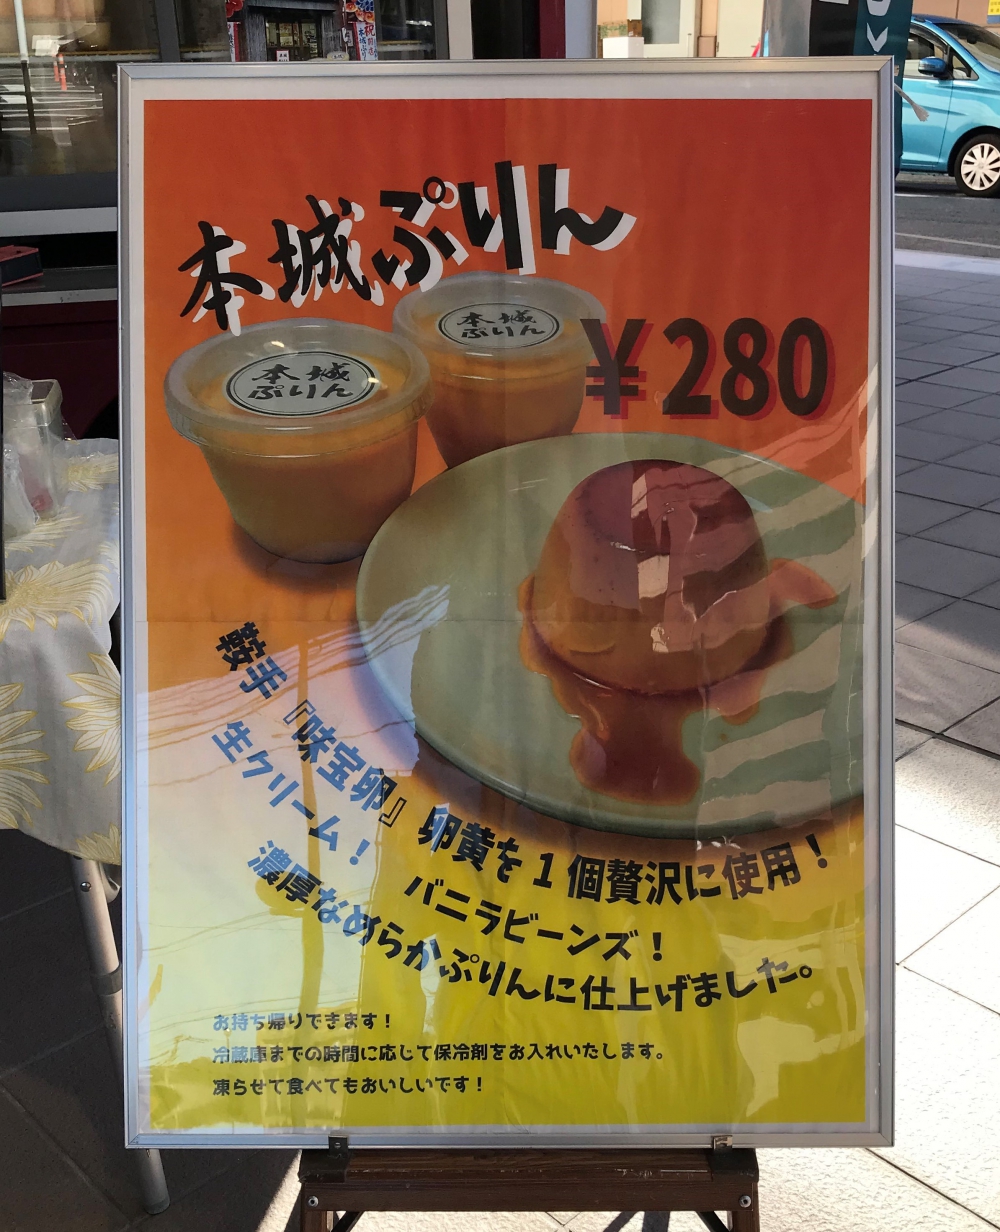 本城ぷりん
本城
ぷりん
本城
ぷりん
¥280
鞍手『味宝卵』卵黄を1個贅沢に使用！
生クリーム！バニラビーンズ！
濃厚なめらかぷりんに仕上げました。
お持ち帰りできます！
冷蔵庫までの時間に応じて保冷剤をお入れいたします。
凍らせて食べてもおいしいです！